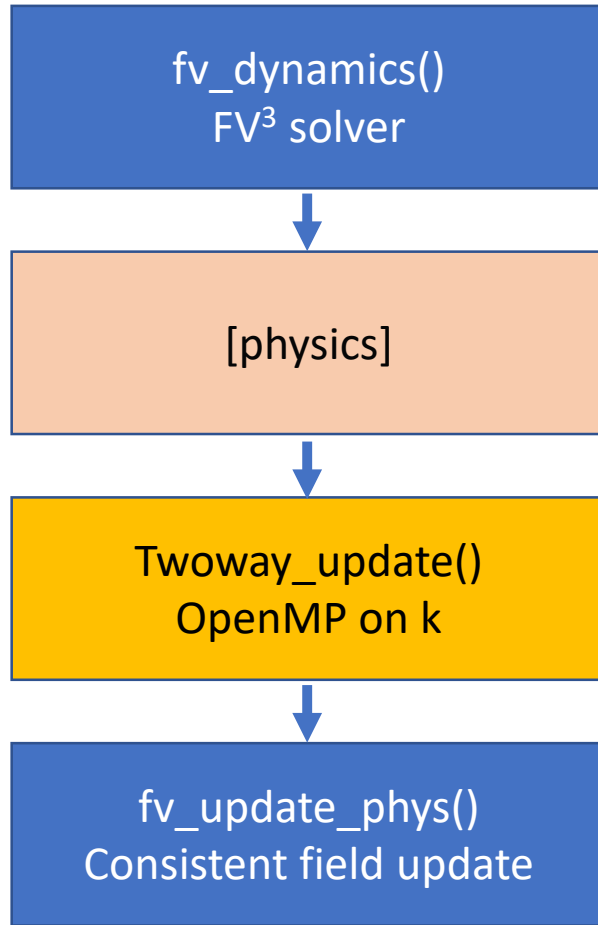 fv_dynamics()
FV³ solver
[physics]
Twoway_update()
OpenMP on k
fv_update_phys()
Consistent field update